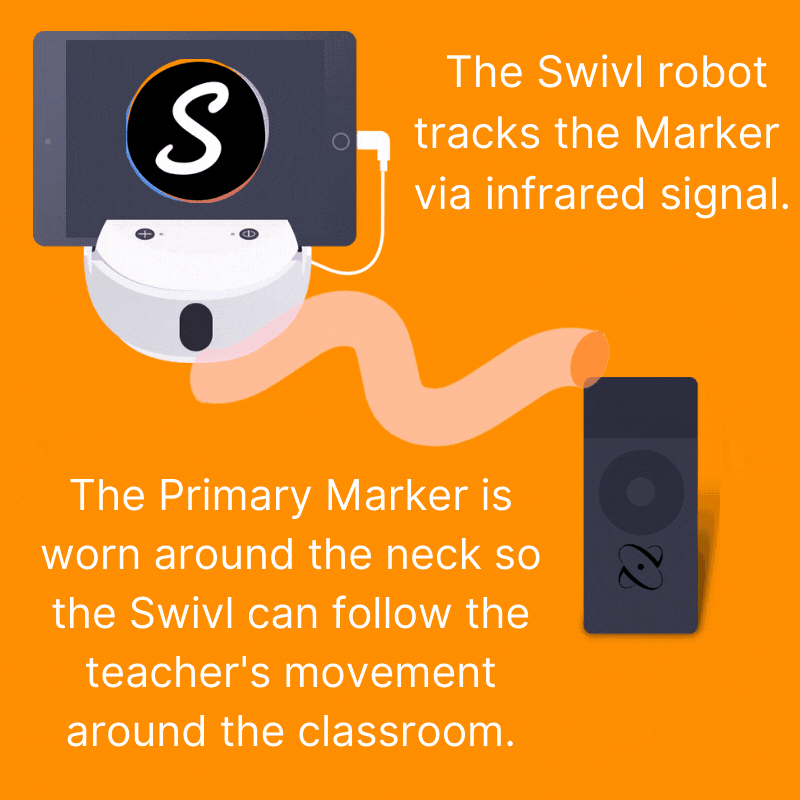 S
The Swivl robot
tracks the Marker
via infrared signal.
The Primary Marker is
worn around the neck so
the Swivl can follow the
teacher's movement
around the classroom.